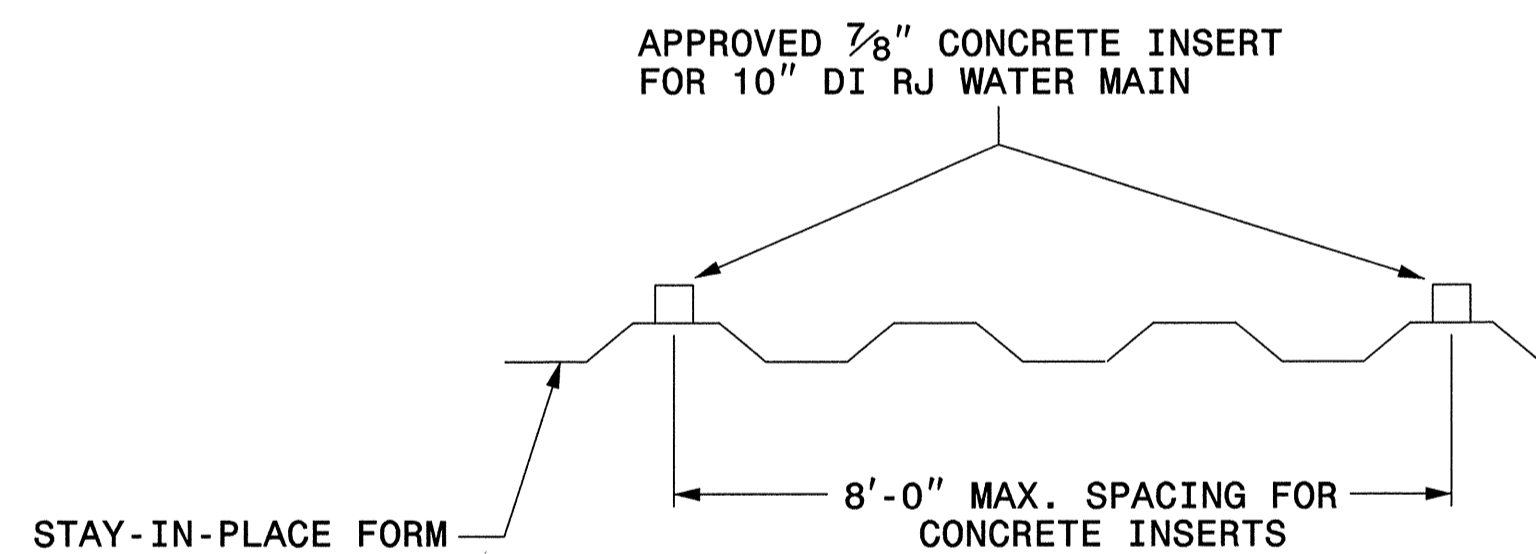 APPROVED 7/8" CONCRETE INSERT
FOR 10" DI RJ WATER MAIN
8'-0" MAX. SPACING FOR
CONCRETE INSERTS
STAY-IN-PLACE FORM